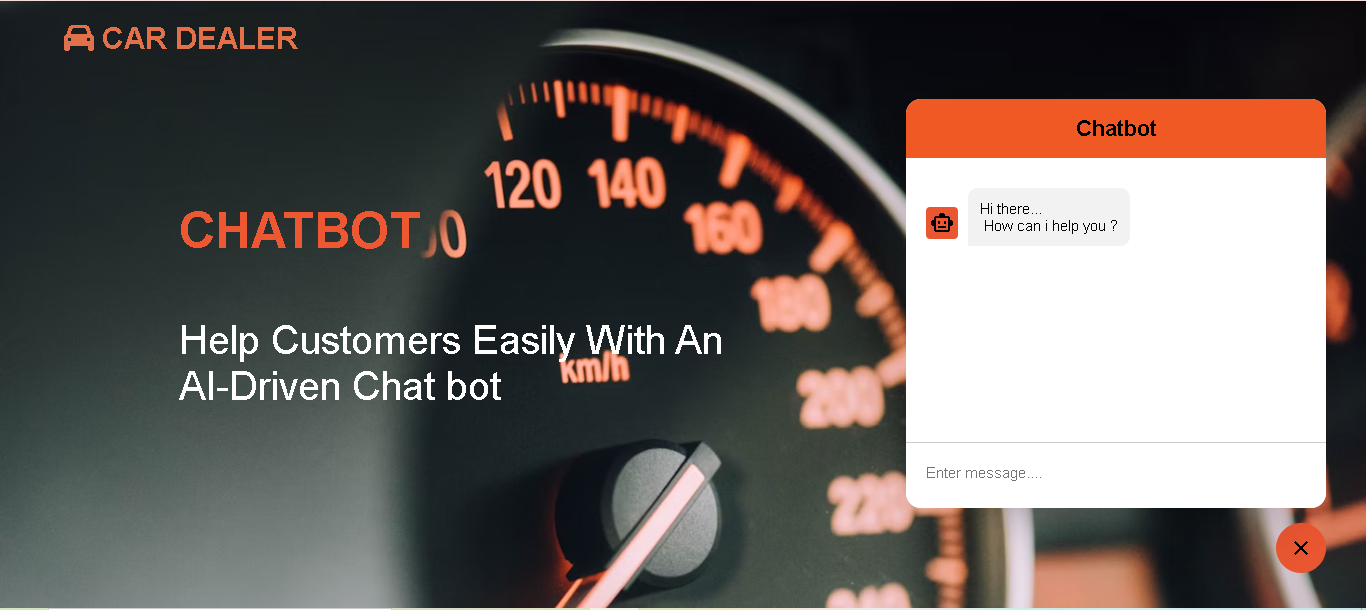 CAR DEALER
CHATBOT
Help Customers Easily With An
AI-Driven Chat bot
120
140
160
180
200
220
km/h
Chatbot
Hi there...
How can i help you ?
Enter message....